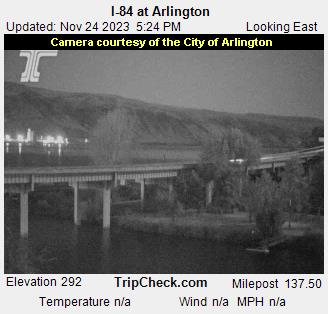 I-84 at Arlington
Updated: Nov 24 2023 5:24 PM Looking East
Camera courtesy of the City of Arlington
Elevation 292 TripCheck.com Milepost 137.50
Temperature n/a Wind n/a MPH n/a